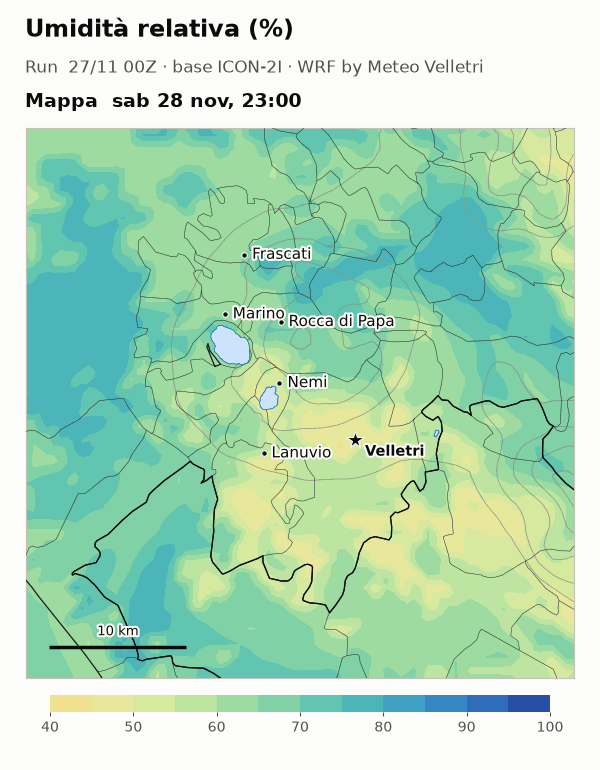 Umidità relativa (%)
Run  27/11 00Z · base ICON-2I · WRF by Meteo Velletri
Mappa  sab 28 nov, 23:00
Frascati
Marino
Rocca di Papa
Nemi
Lanuvio
Velletri
10 km
40 50 60 70 80 90 100